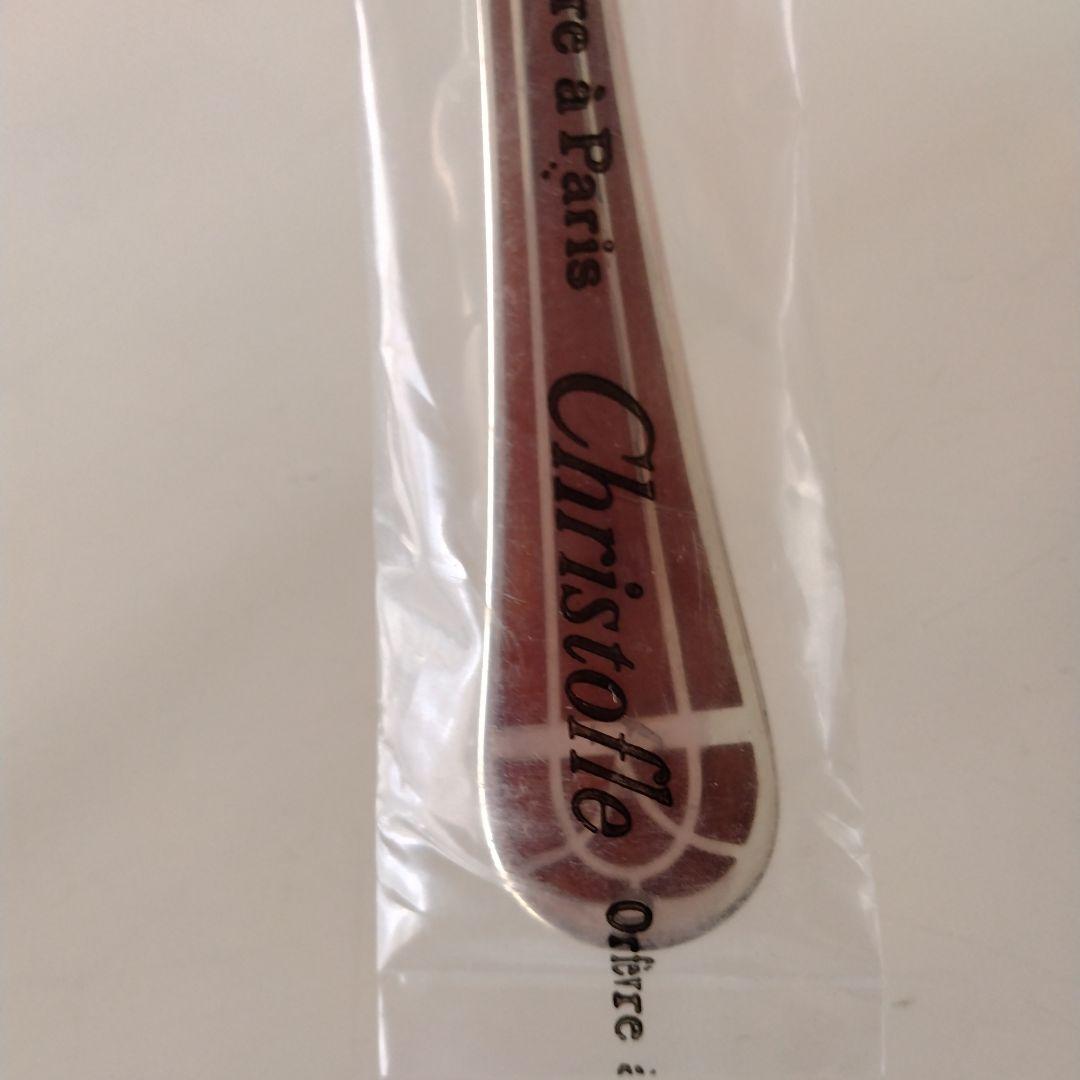 re à Paris
Christofle
Orfèvre à